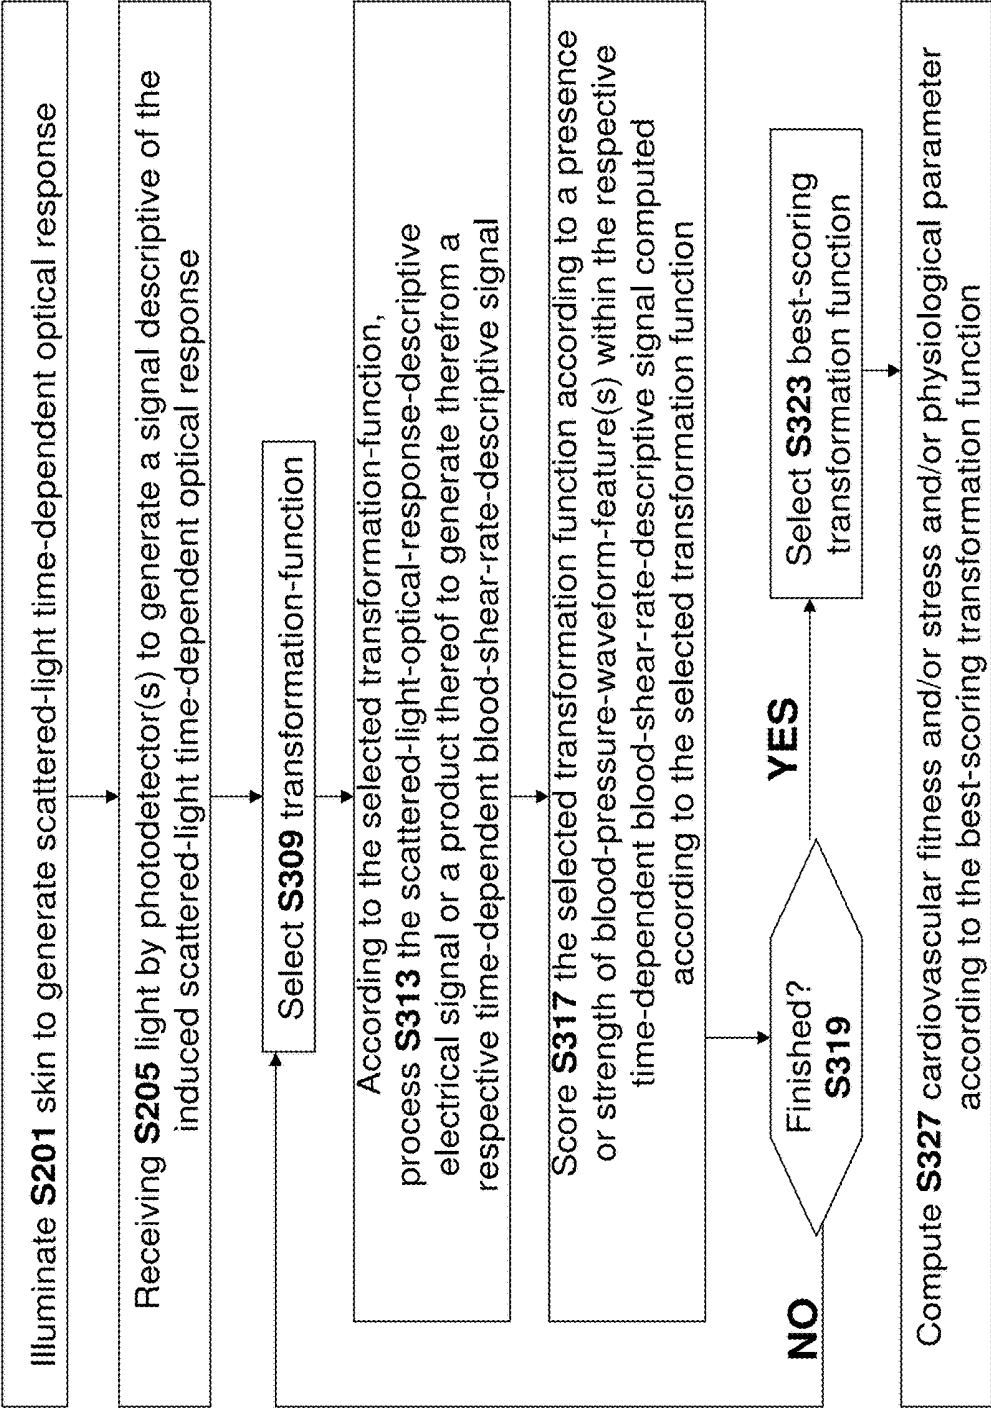 Illuminate S201 skin to generate scattered-light time-dependent optical response
Receiving S205 light by photodetector(s) to generate a signal descriptive of the
induced scattered-light time-dependent optical response
Select S309 transformation-function
According to the selected transformation-function,
process S313 the scattered-light-optical-response-descriptive
electrical signal or a product thereof to generate therefrom a
respective time-dependent blood-shear-rate-descriptive signal
Score S317 the selected transformation function according to a presence
or strength of blood-pressure-waveform-feature(s) within the respective
time-dependent blood-shear-rate-descriptive signal computed
according to the selected transformation function
Finished?
S319
NO
YES
Select S323 best-scoring
transformation function
Compute S327 cardiovascular fitness and/or stress and/or physiological parameter
according to the best-scoring transformation function